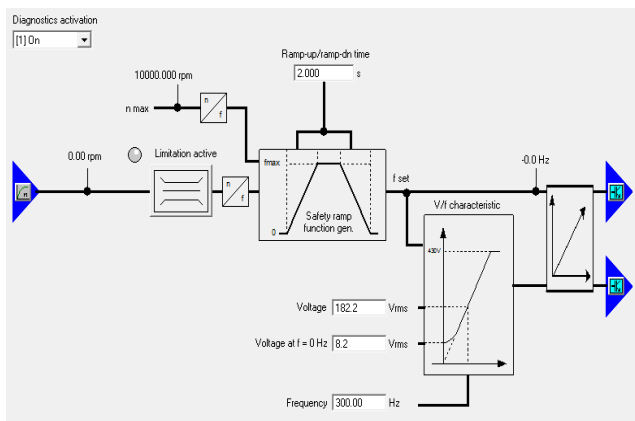 Diagnostics activation
[1] On
Ramp-up/ramp-dn time
2.000 s
10000.000 rpm
n max
n
f
0.00 rpm
Limitation active
n
f
fmax
0
Safety ramp
function gen.
f set
-0.0 Hz
V/f characteristic
430V
Voltage 182.2 Vrms
Voltage at f = 0 Hz 8.2 Vrms
Frequency 300.00 Hz